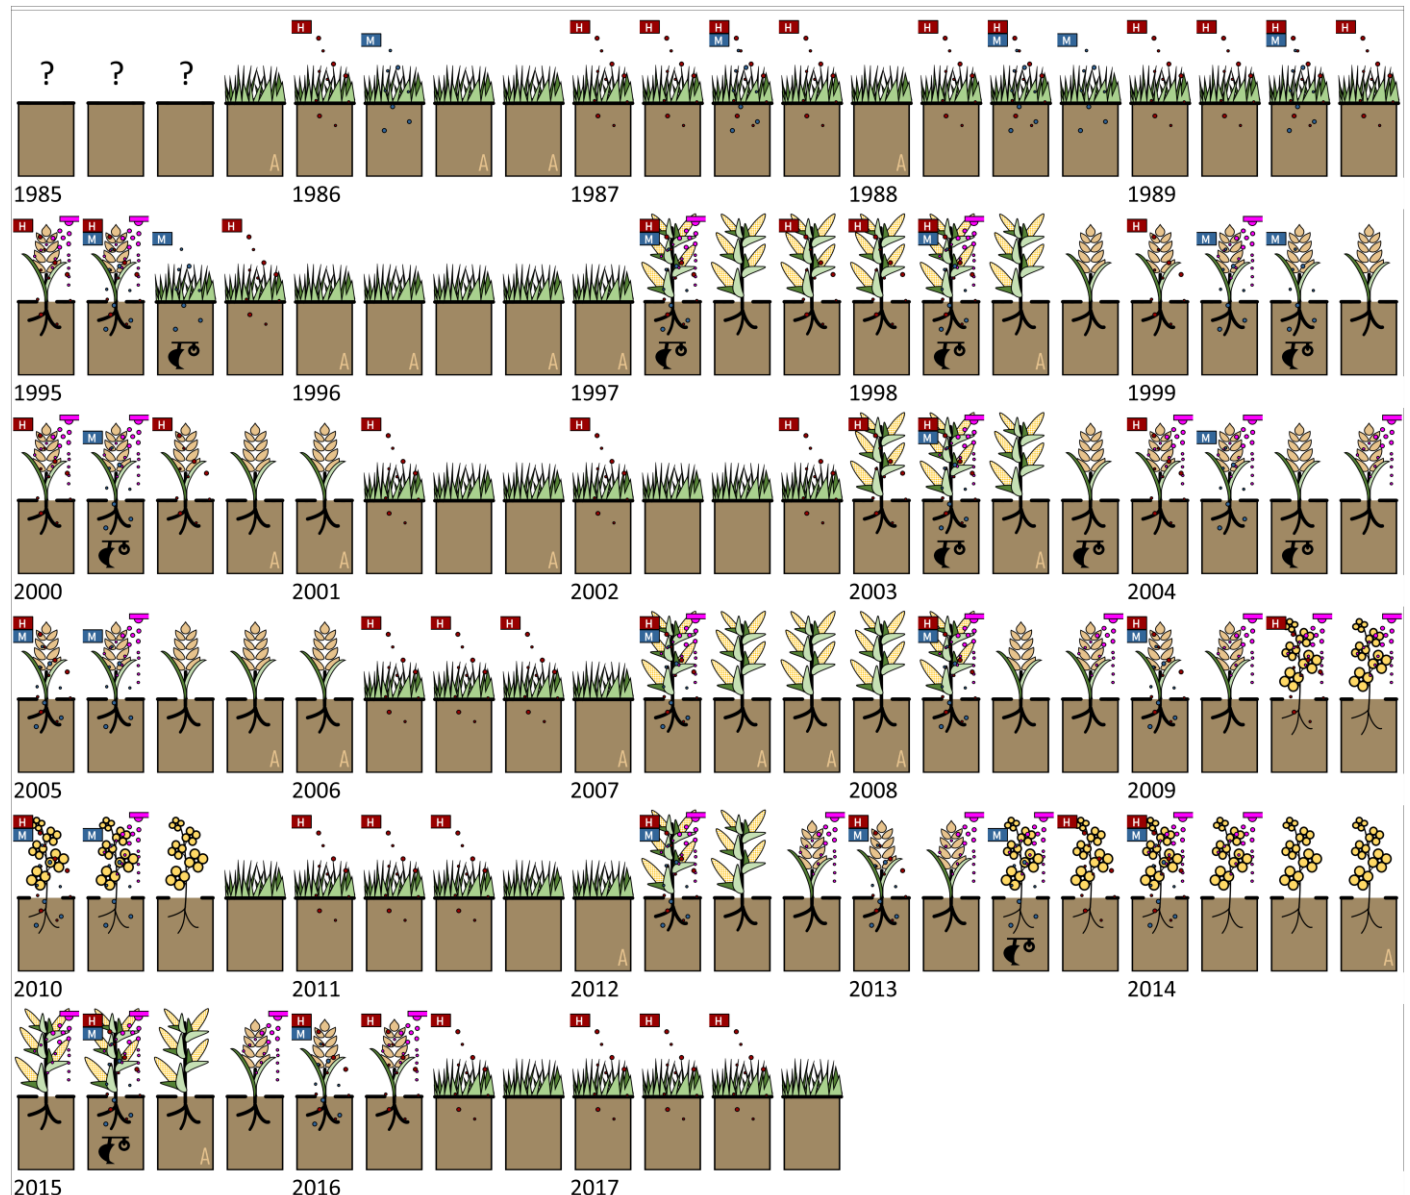 H H H H H H H H H H H
M M M M M
? ? ?
A A A A
1985 1986 1987 1988 1989
H H H H H H H H
M M M M M M
A A A A A
1995 1996 1997 1998 1999
H H H H H H H H
M M M
A A A A
2000 2001 2002 2003 2004
H H H H H H H H
M M M M M
A A A A A A
2005 2006 2007 2008 2009
H H H H H H H H
M M M M M M
A A
2010 2011 2012 2013 2014
H H H H H H H
M M
A
2015 2016 2017